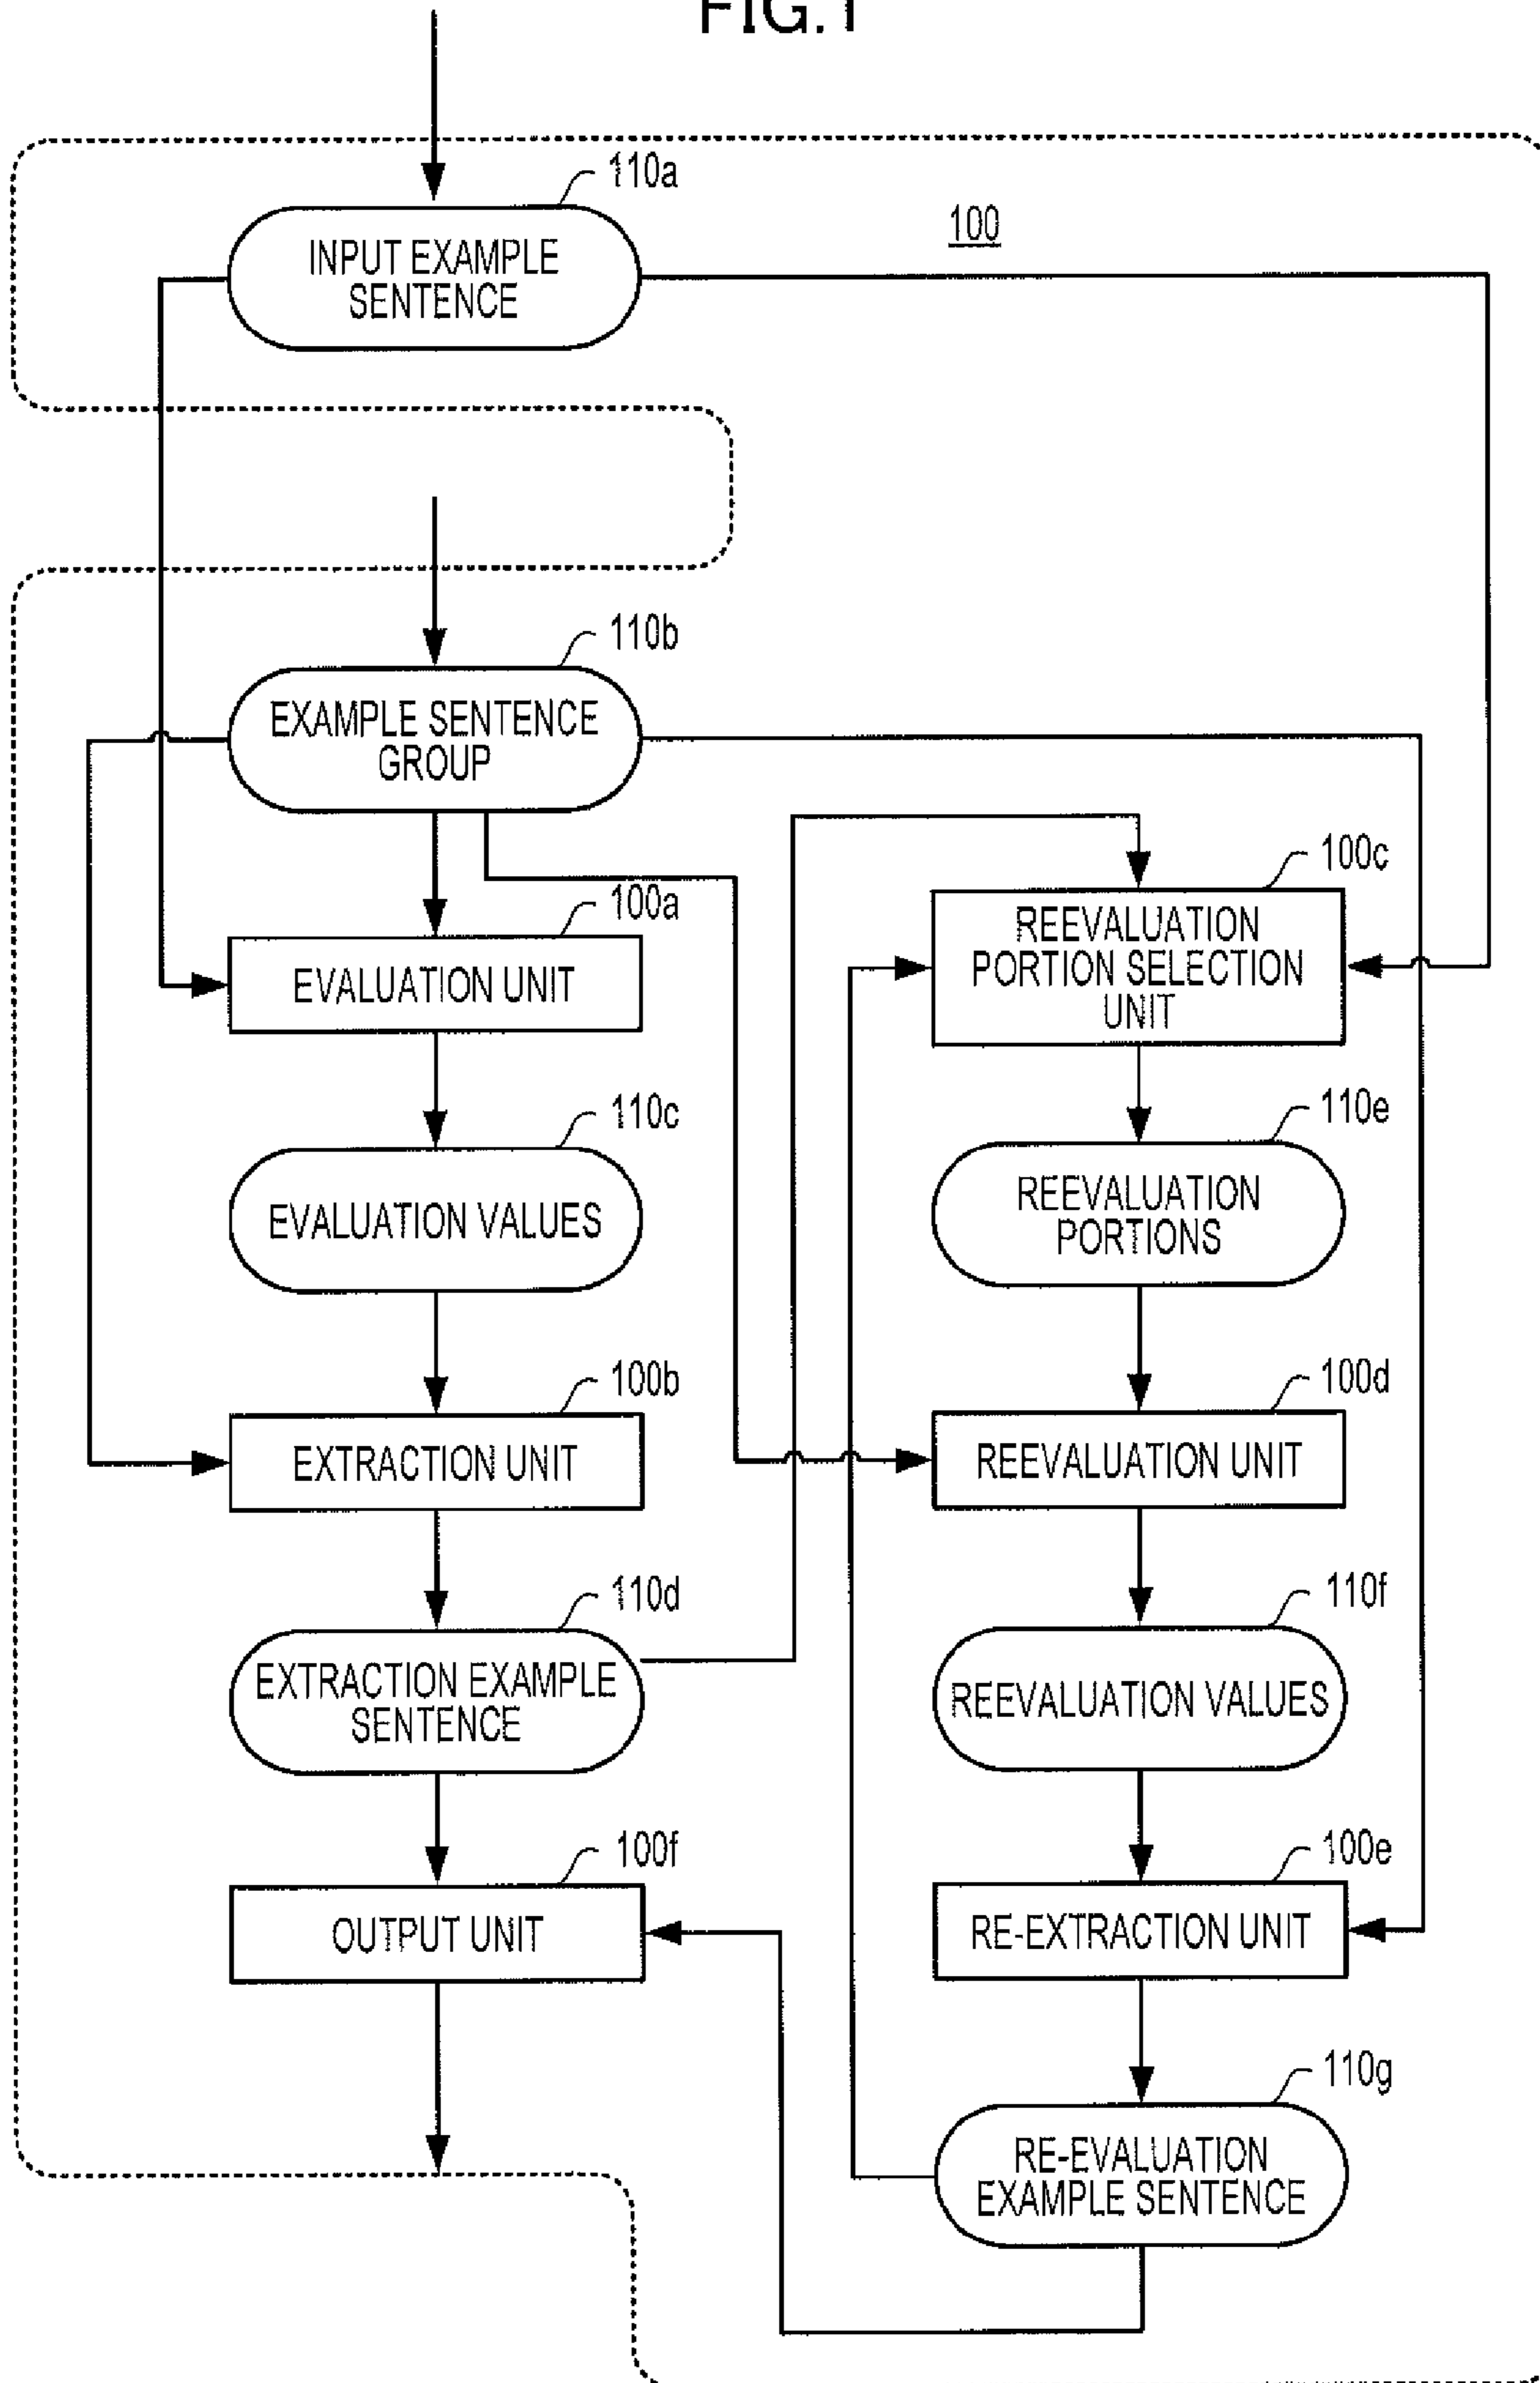 FIG.1
110a
100
INPUT EXAMPLE
SENTENCE
110b
EXAMPLE SENTENCE
GROUP
100a
EVALUATION UNIT
110c
EVALUATION VALUES
100b
EXTRACTION UNIT
110d
EXTRACTION EXAMPLE
SENTENCE
100f
OUTPUT UNIT
100c
REEVALUATION
PORTION SELECTION
UNIT
110e
REEVALUATION
PORTIONS
100d
REEVALUATION UNIT
110f
REEVALUATION VALUES
100e
RE-EXTRACTION UNIT
110g
RE-EVALUATION
EXAMPLE SENTENCE